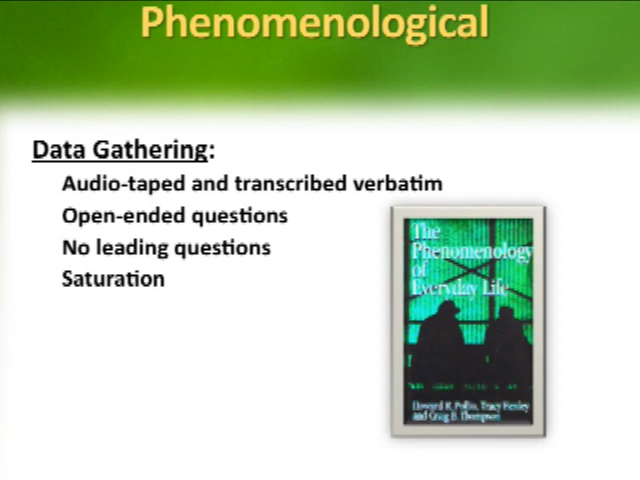 Phenomenological
Data Gathering:
Audio-taped and transcribed verbatim
Open-ended questions
No leading questions
Saturation
The
Phenomenology
of
Everyday Life
Howard R. Pollio, Tracy Henley
and Craig B. Thompson